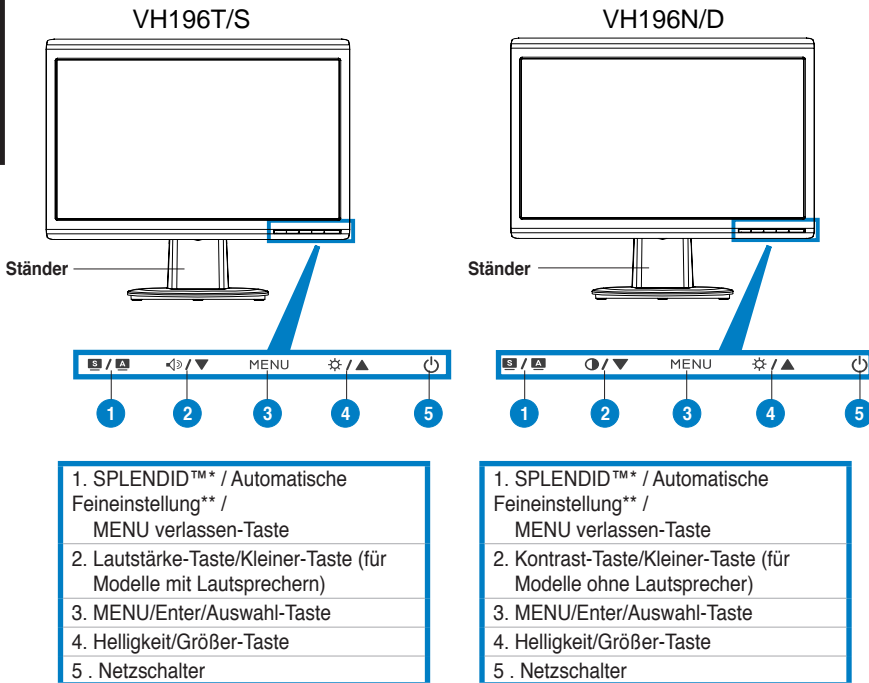 VH196T/S
Ständer
S / A
/ ▼
MENU
/ ▲
1
2
3
4
5
1. SPLENDID™* / Automatische
Feineinstellung** /
MENU verlassen-Taste
2. Lautstärke-Taste/Kleiner-Taste (für
Modelle mit Lautsprechern)
3. MENU/Enter/Auswahl-Taste
4. Helligkeit/Größer-Taste
5 . Netzschalter
VH196N/D
Ständer
S / A
/ ▼
MENU
/ ▲
1
2
3
4
5
1. SPLENDID™* / Automatische
Feineinstellung** /
MENU verlassen-Taste
2. Kontrast-Taste/Kleiner-Taste (für
Modelle ohne Lautsprecher)
3. MENU/Enter/Auswahl-Taste
4. Helligkeit/Größer-Taste
5 . Netzschalter